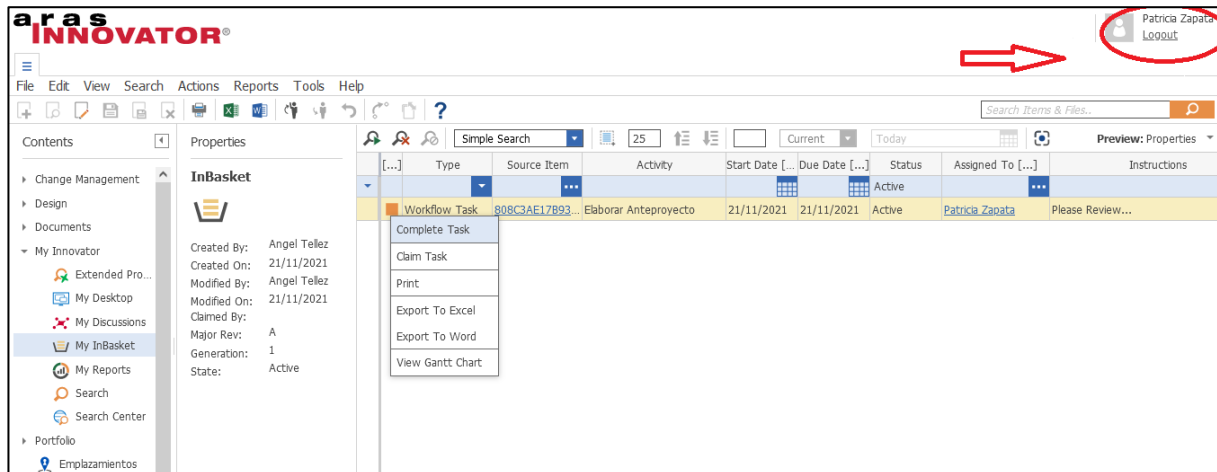 aras
INNOVATOR®
Patricia Zapata
Logout
File Edit View Search Actions Reports Tools Help
Search Items & Files..
Contents
Change Management
Design
Documents
My Innovator
Extended Pro...
My Desktop
My Discussions
My InBasket
My Reports
Search
Search Center
Portfolio
Emplazamientos
Properties
InBasket
Created By: Angel Tellez
Created On: 21/11/2021
Modified By: Angel Tellez
Modified On: 21/11/2021
Claimed By:
Major Rev: A
Generation: 1
State: Active
Simple Search 25 Current Today Preview: Properties
[...] Type Source Item Activity Start Date [... Due Date [...] Status Assigned To [...] Instructions
Active
Workflow Task 808C3AE17B93... Elaborar Anteproyecto 21/11/2021 21/11/2021 Active Patricia Zapata Please Review...
Complete Task
Claim Task
Print
Export To Excel
Export To Word
View Gantt Chart